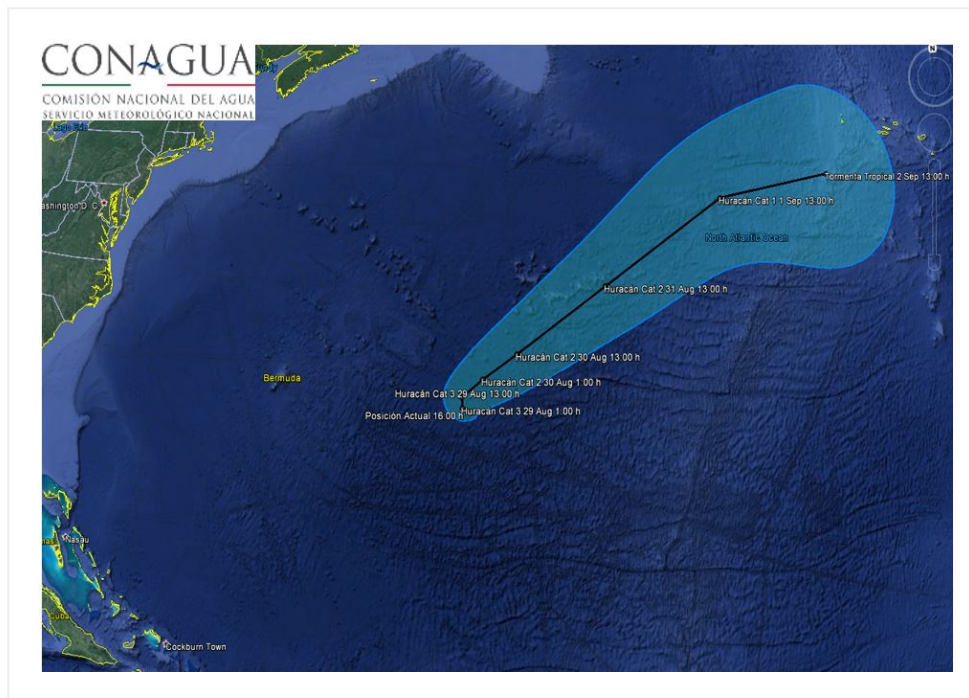 CONAGUA
COMISIÓN NACIONAL DEL AGUA
SERVICIO METEOROLÓGICO NACIONAL
N
ashington D. C.
Tormenta Tropical 2 Sep 13:00 h
Huracán Cat 1 1 Sep 13:00 h
North Atlantic Ocean
Huracán Cat 2 31 Aug 13:00 h
Huracán Cat 2 30 Aug 13:00 h
Bermuda
Huracán Cat 2 30 Aug 1:00 h
Huracán Cat 3 29 Aug 13:00 h
Huracán Cat 3 29 Aug 1:00 h
Posición Actual 16:00 h
Nasáu
Cuba
Cockburn Town